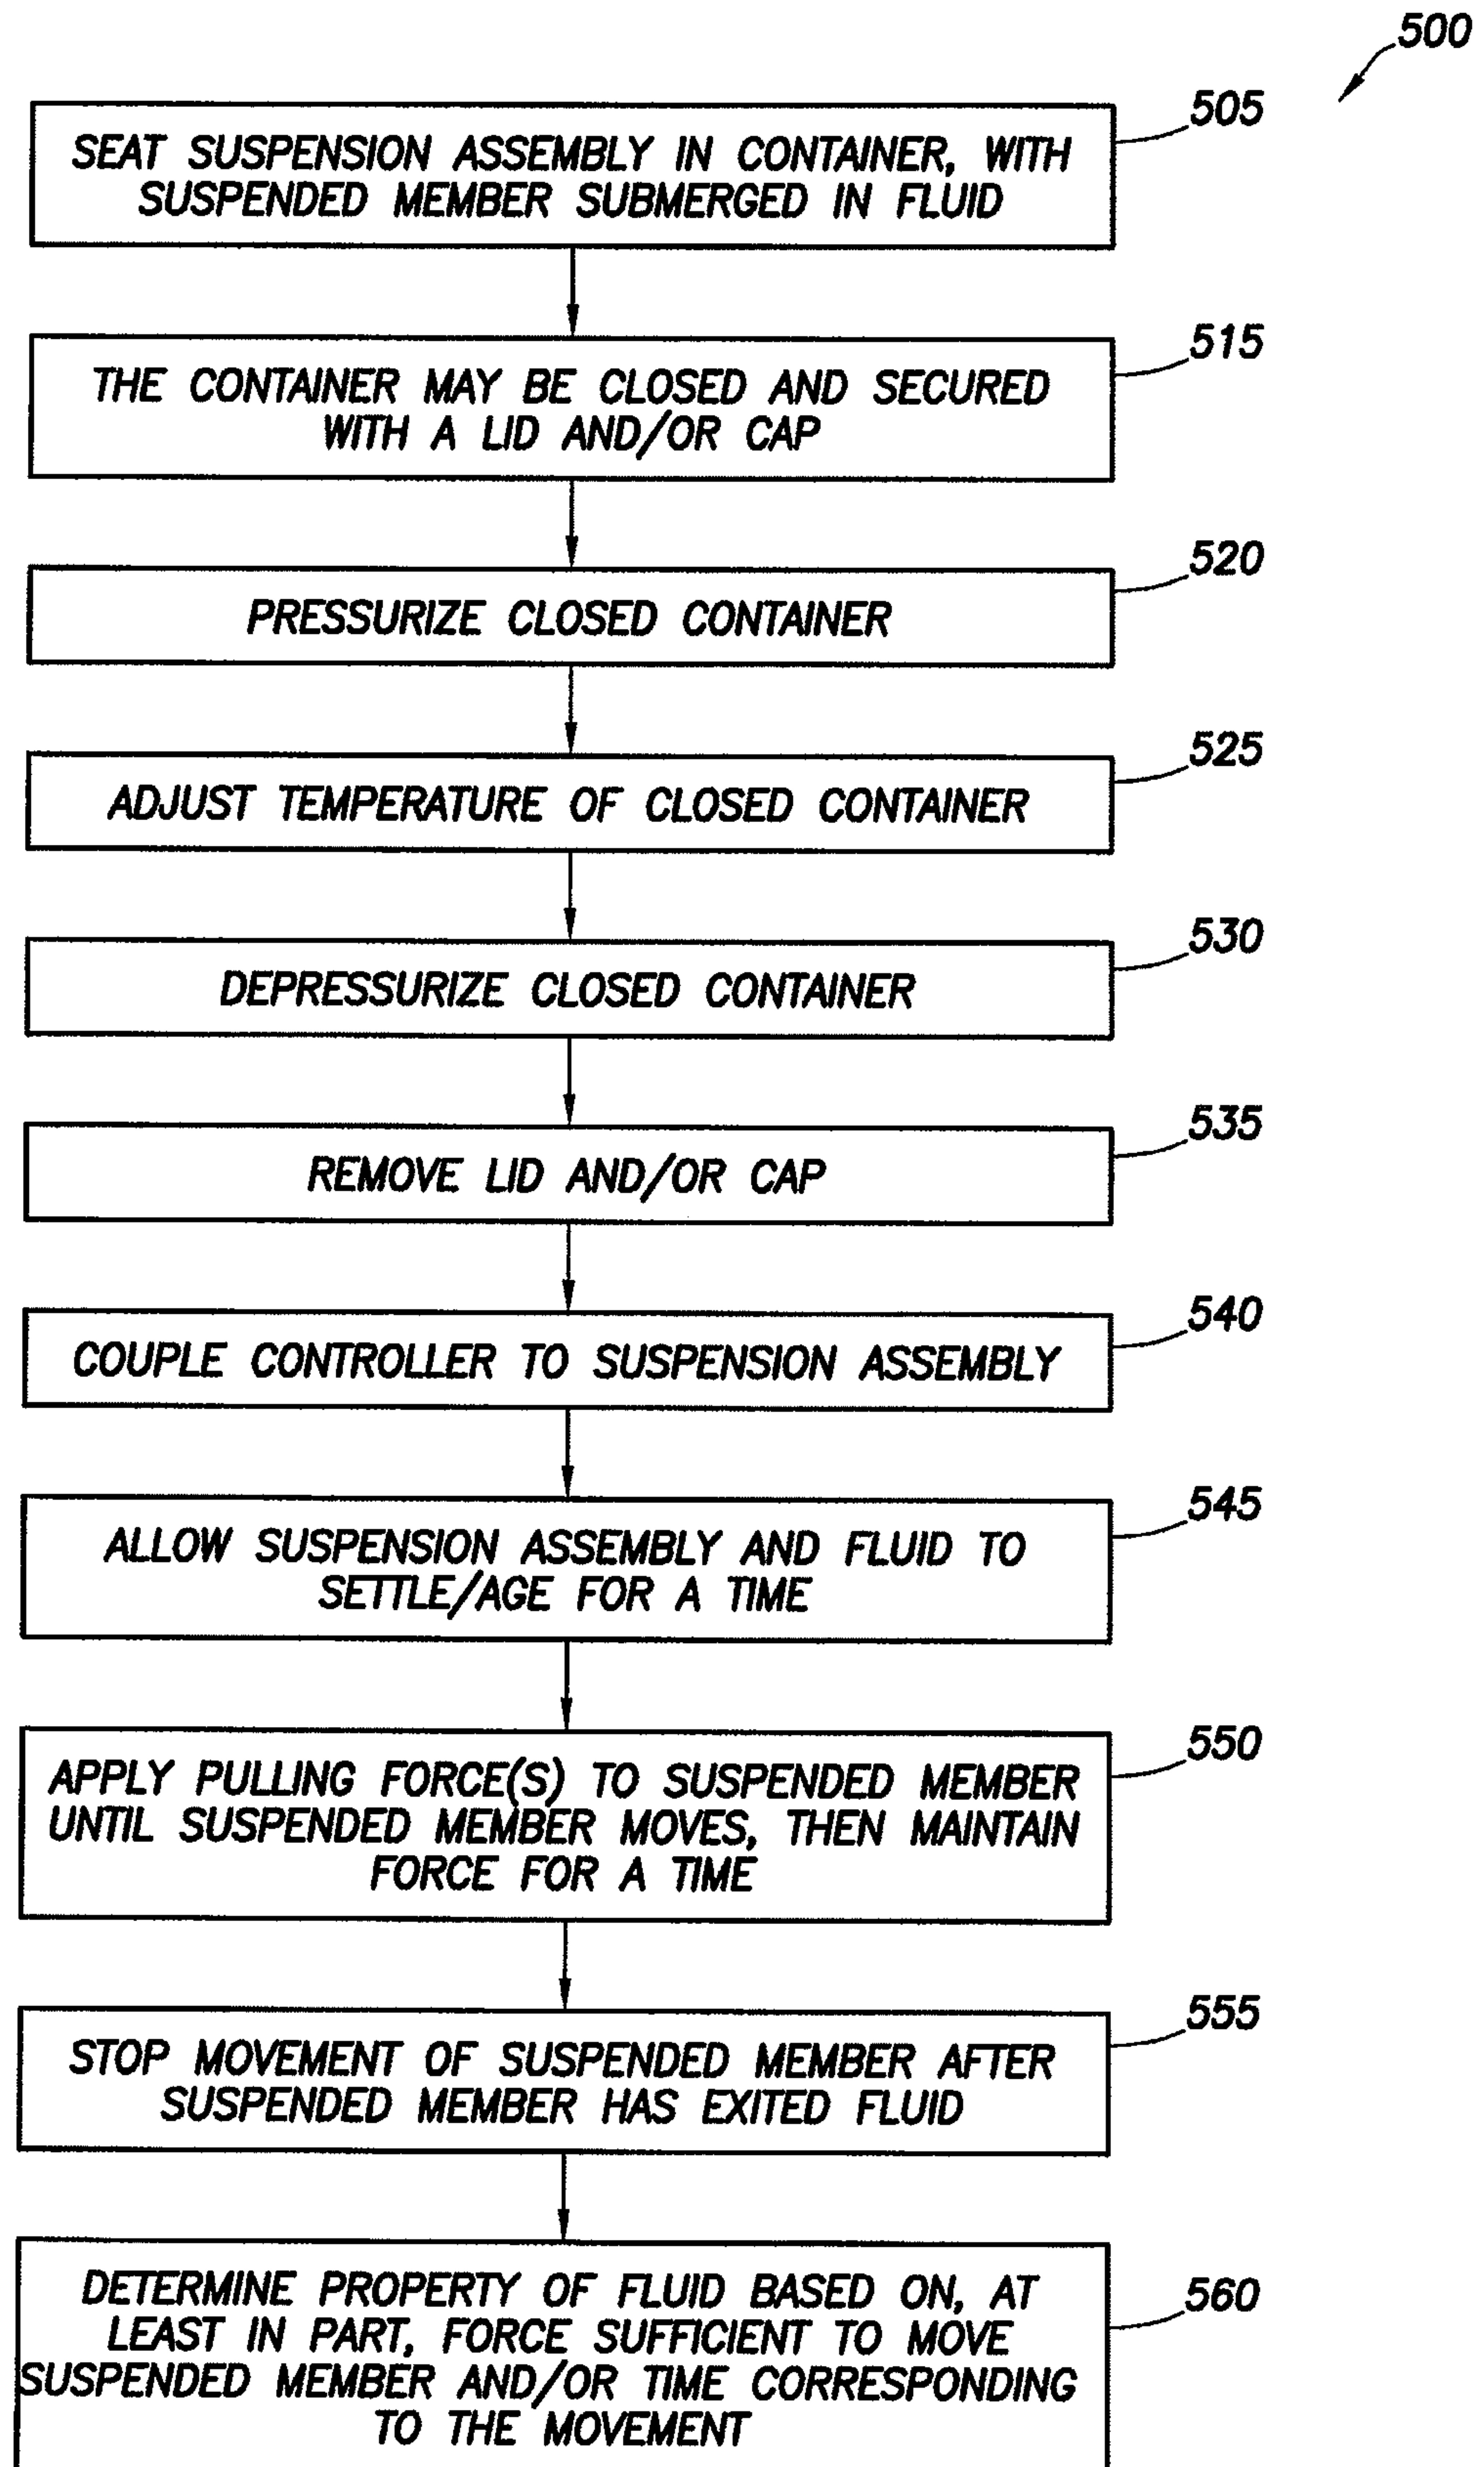 500
505
SEAT SUSPENSION ASSEMBLY IN CONTAINER, WITH
SUSPENDED MEMBER SUBMERGED IN FLUID
515
THE CONTAINER MAY BE CLOSED AND SECURED
WITH A LID AND/OR CAP
520
PRESSURIZE CLOSED CONTAINER
525
ADJUST TEMPERATURE OF CLOSED CONTAINER
530
DEPRESSURIZE CLOSED CONTAINER
535
REMOVE LID AND/OR CAP
540
COUPLE CONTROLLER TO SUSPENSION ASSEMBLY
545
ALLOW SUSPENSION ASSEMBLY AND FLUID TO
SETTLE/AGE FOR A TIME
550
APPLY PULLING FORCE(S) TO SUSPENDED MEMBER
UNTIL SUSPENDED MEMBER MOVES, THEN MAINTAIN
FORCE FOR A TIME
555
STOP MOVEMENT OF SUSPENDED MEMBER AFTER
SUSPENDED MEMBER HAS EXITED FLUID
560
DETERMINE PROPERTY OF FLUID BASED ON, AT
LEAST IN PART, FORCE SUFFICIENT TO MOVE
SUSPENDED MEMBER AND/OR TIME CORRESPONDING
TO THE MOVEMENT